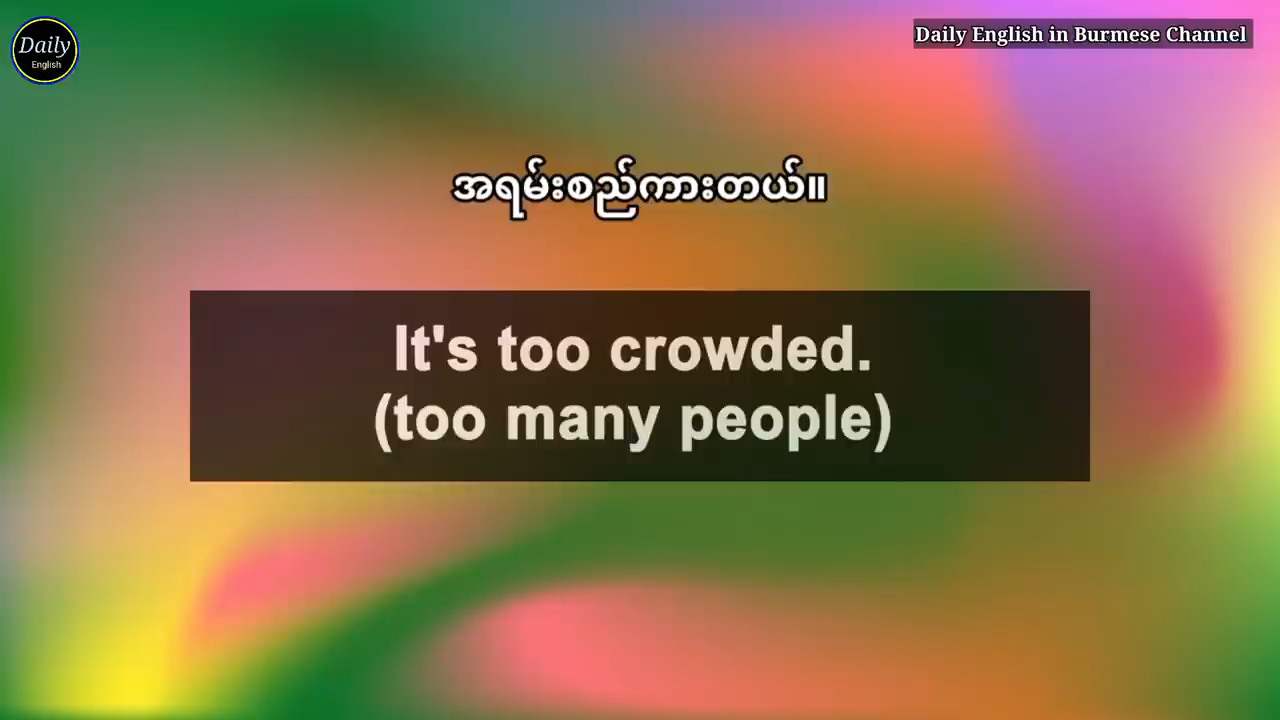 Daily
English
Daily English in Burmese Channel
အရမ်းစည်ကားတယ်။
It's too crowded.
(too many people)